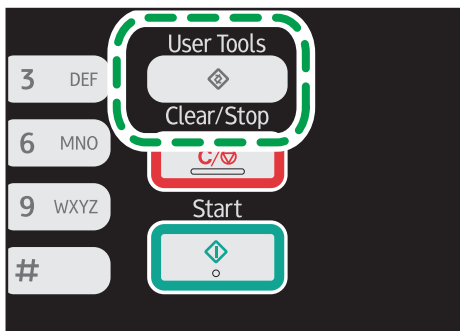 User Tools
3 DEF
Clear/Stop
6 MNO
C/
9 WXYZ
Start
#